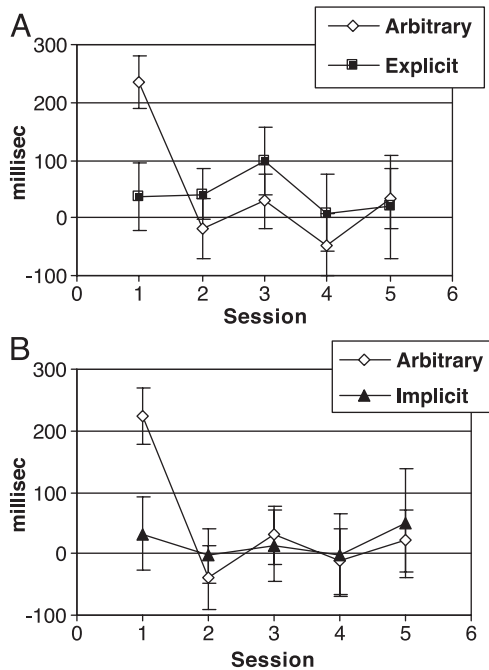 A
Arbitrary
Explicit
300
200
100
0
-100
millisec
0 1 2 3 4 5 6
Session
B
Arbitrary
Implicit
300
200
100
0
-100
millisec
0 1 2 3 4 5 6
Session